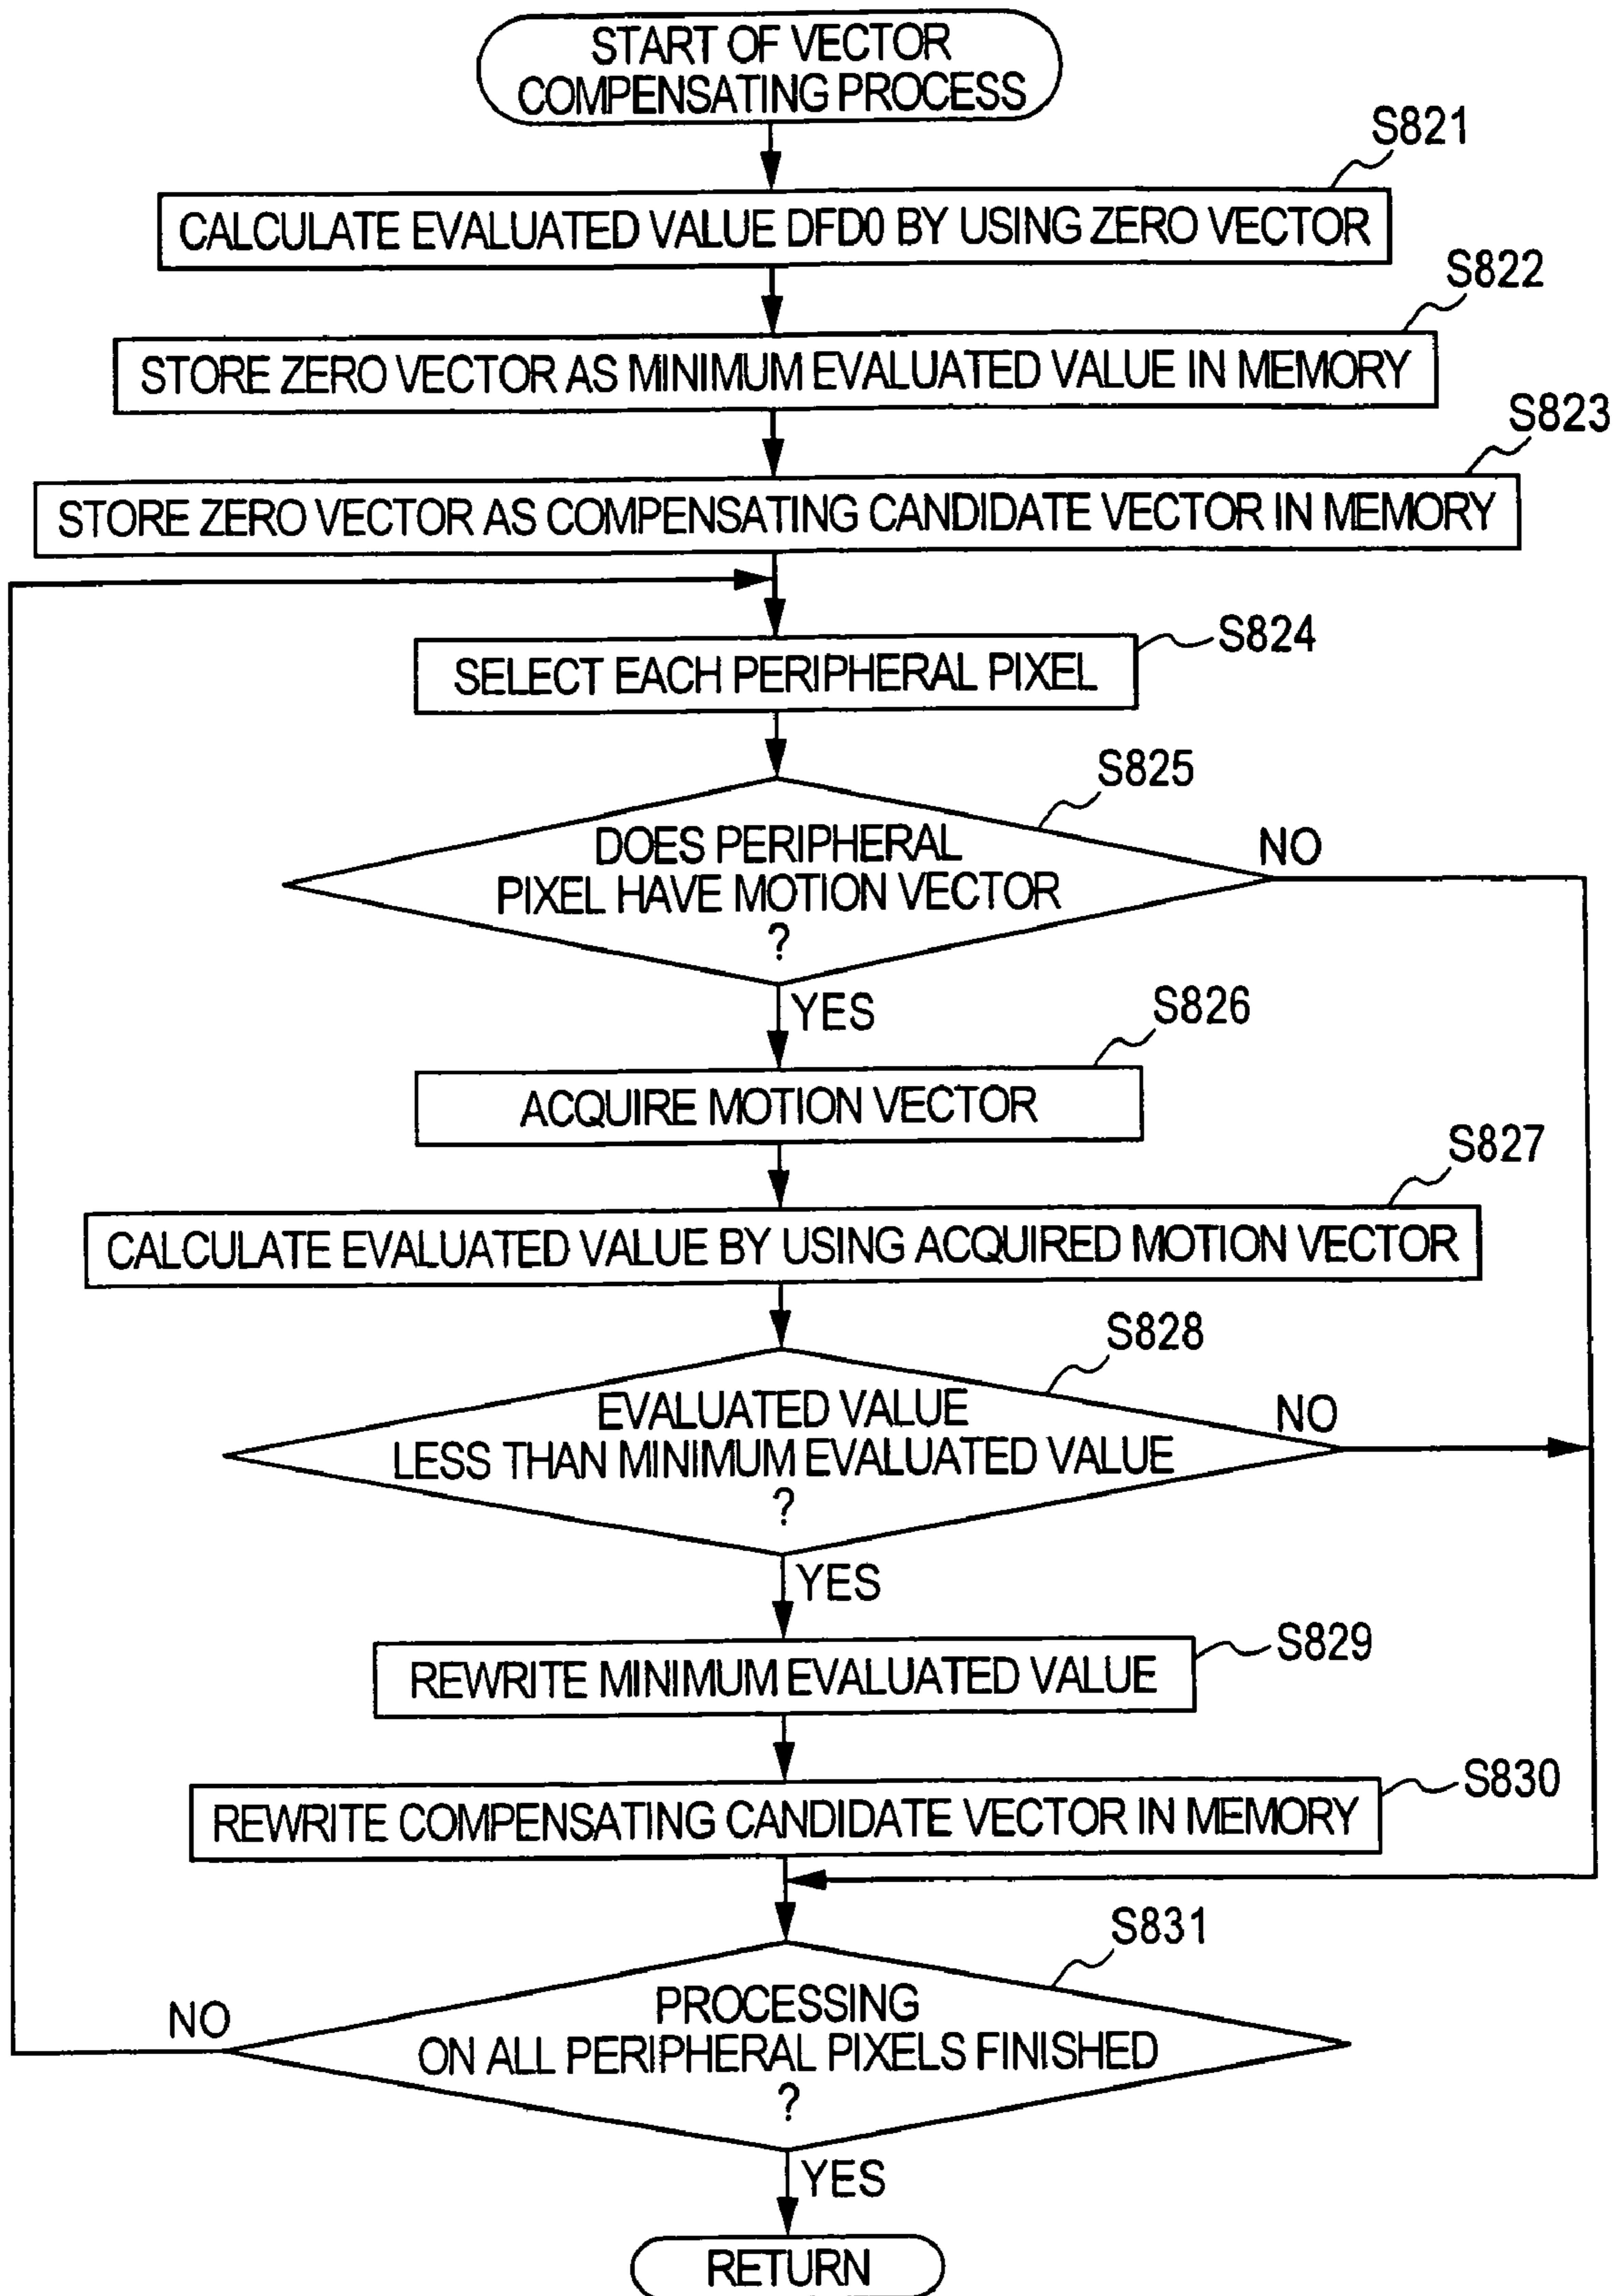 START OF VECTOR
COMPENSATING PROCESS
S821
CALCULATE EVALUATED VALUE DFD0 BY USING ZERO VECTOR
S822
STORE ZERO VECTOR AS MINIMUM EVALUATED VALUE IN MEMORY
S823
STORE ZERO VECTOR AS COMPENSATING CANDIDATE VECTOR IN MEMORY
S824
SELECT EACH PERIPHERAL PIXEL
S825
DOES PERIPHERAL
PIXEL HAVE MOTION VECTOR
?
NO
YES
S826
ACQUIRE MOTION VECTOR
S827
CALCULATE EVALUATED VALUE BY USING ACQUIRED MOTION VECTOR
S828
EVALUATED VALUE
LESS THAN MINIMUM EVALUATED VALUE
?
NO
YES
S829
REWRITE MINIMUM EVALUATED VALUE
S830
REWRITE COMPENSATING CANDIDATE VECTOR IN MEMORY
S831
PROCESSING
ON ALL PERIPHERAL PIXELS FINISHED
?
NO
YES
RETURN